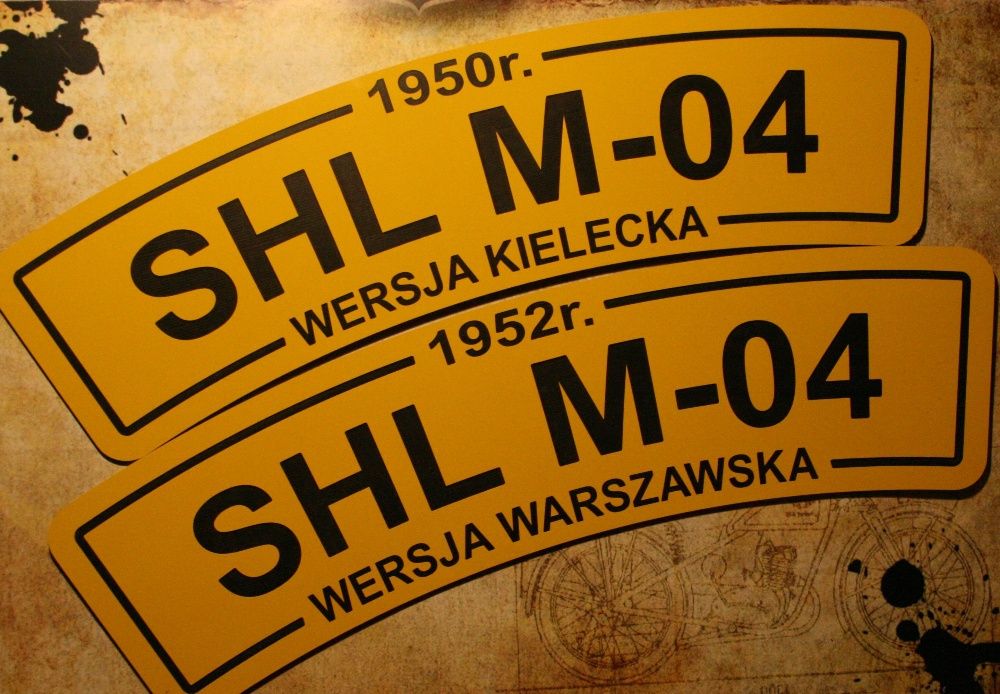 1950r.
SHL M-04
WERSJA KIELECKA
1952r.
SHL M-04
WERSJA WARSZAWSKA